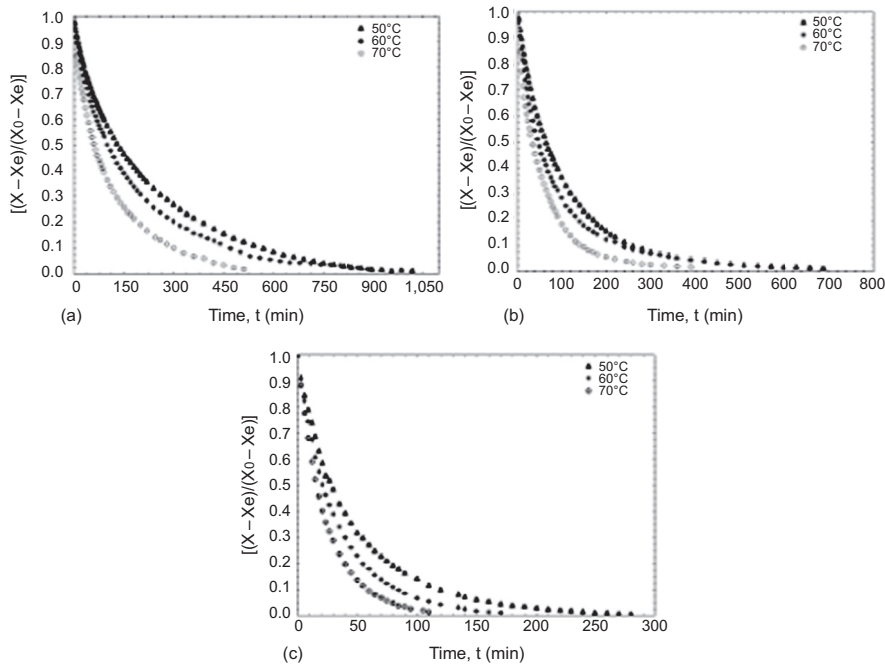 1.0
0.9
0.8
0.7
0.6
0.5
0.4
0.3
0.2
0.1
0.0
[(X – Xe)/(X0 – Xe)]
50°C
60°C
70°C
0 150 300 450 600 750 900 1,050
(a) Time, t (min)
1.0
0.9
0.8
0.7
0.6
0.5
0.4
0.3
0.2
0.1
0.0
[(X – Xe)/(X0 – Xe)]
50°C
60°C
70°C
0 100 200 300 400 500 600 700 800
(b) Time, t (min)
1.0
0.9
0.8
0.7
0.6
0.5
0.4
0.3
0.2
0.1
0.0
[(X – Xe)/(X0 – Xe)]
50°C
60°C
70°C
0 50 100 150 200 250 300
(c) Time, t (min)